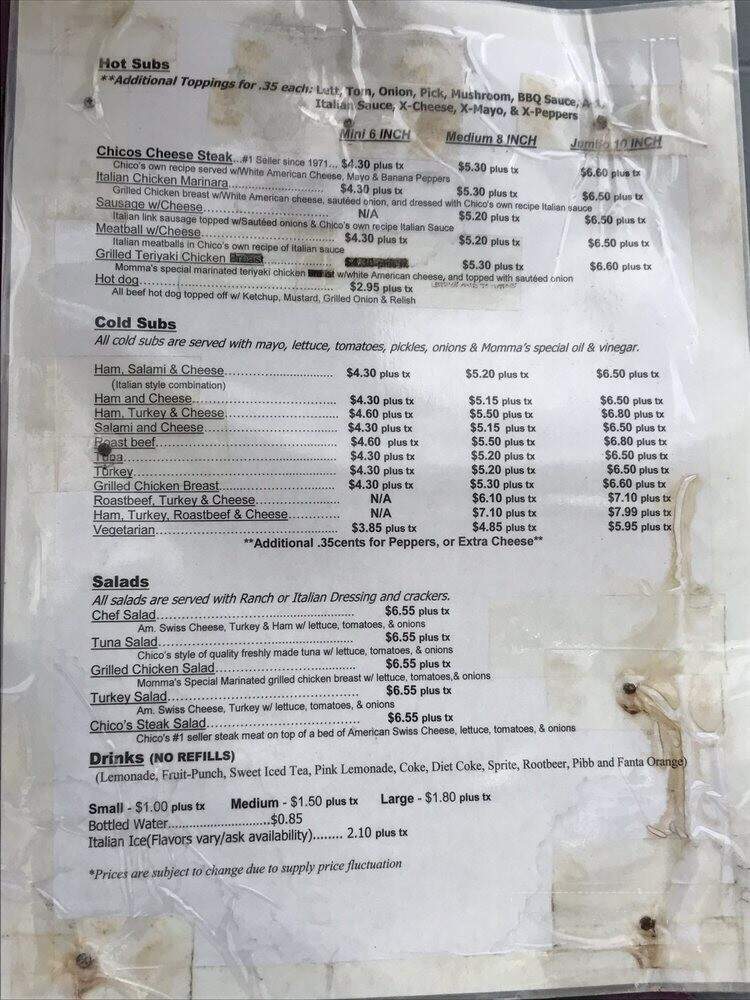 Hot Subs
**Additional Toppings for .35 each: Lett, Tom, Onion, Pick, Mushroom, BBQ Sauce, A-1,
Italian Sauce, X-Cheese, X-Mayo, & X-Peppers
Mini 6 INCH Medium 8 INCH Jumbo 10 INCH
Chicos Cheese Steak...#1 Seller since 1971... $4.30 plus tx $5.30 plus tx $6.60 plus tx
Chico's own recipe served w/White American Cheese, Mayo & Banana Peppers
Italian Chicken Marinara........................ $4.30 plus tx $5.30 plus tx $6.50 plus tx
Grilled Chicken breast w/White American cheese, sautéed onion, and dressed with Chico's own recipe Italian sauce
Sausage w/Cheese............................... N/A $5.20 plus tx $6.50 plus tx
Italian link sausage topped w/Sautéed onions & Chico's own recipe Italian Sauce
Meatball w/Cheese............................... $4.30 plus tx $5.20 plus tx $6.50 plus tx
Italian meatballs in Chico's own recipe of Italian sauce
Grilled Teriyaki Chicken $5.30 plus tx $6.60 plus tx
Momma's special marinated teriyaki chicken w/white American cheese, and topped with sautéed onion
Hot dog................................................ $2.95 plus tx
All beef hot dog topped off w/ Ketchup, Mustard, Grilled Onion & Relish
Cold Subs
All cold subs are served with mayo, lettuce, tomatoes, pickles, onions & Momma's special oil & vinegar.
Ham, Salami & Cheese........................... $4.30 plus tx $5.20 plus tx $6.50 plus tx
(Italian style combination)
Ham and Cheese.................................... $4.30 plus tx $5.15 plus tx $6.50 plus tx
Ham, Turkey & Cheese........................... $4.60 plus tx $5.50 plus tx $6.80 plus tx
Salami and Cheese................................. $4.30 plus tx $5.15 plus tx $6.50 plus tx
Roast beef............................................. $4.60 plus tx $5.50 plus tx $6.80 plus tx
Tuna...................................................... $4.30 plus tx $5.20 plus tx $6.50 plus tx
Turkey................................................... $4.30 plus tx $5.20 plus tx $6.50 plus tx
Grilled Chicken Breast............................ $4.30 plus tx $5.30 plus tx $6.60 plus tx
Roastbeef, Turkey & Cheese.................... N/A $6.10 plus tx $7.10 plus tx
Ham, Turkey, Roastbeef & Cheese............. N/A $7.10 plus tx $7.99 plus tx
Vegetarian............................................. $3.85 plus tx $4.85 plus tx $5.95 plus tx
**Additional .35cents for Peppers, or Extra Cheese**
Salads
All salads are served with Ranch or Italian Dressing and crackers.
Chef Salad.................................................. $6.55 plus tx
Am. Swiss Cheese, Turkey & Ham w/ lettuce, tomatoes, & onions
Tuna Salad................................................. $6.55 plus tx
Chico's style of quality freshly made tuna w/ lettuce, tomatoes, & onions
Grilled Chicken Salad................................... $6.55 plus tx
Momma's Special Marinated grilled chicken breast w/ lettuce, tomatoes,& onions
Turkey Salad............................................... $6.55 plus tx
Am. Swiss Cheese, Turkey w/ lettuce, tomatoes, & onions
Chico's Steak Salad...................................... $6.55 plus tx
Chico's #1 seller steak meat on top of a bed of American Swiss Cheese, lettuce, tomatoes, & onions
Drinks (NO REFILLS)
(Lemonade, Fruit-Punch, Sweet Iced Tea, Pink Lemonade, Coke, Diet Coke, Sprite, Rootbeer, Pibb and Fanta Orange)
Small - $1.00 plus tx Medium - $1.50 plus tx Large - $1.80 plus tx
Bottled Water....................$0.85
Italian Ice(Flavors vary/ask availability)........ 2.10 plus tx
*Prices are subject to change due to supply price fluctuation